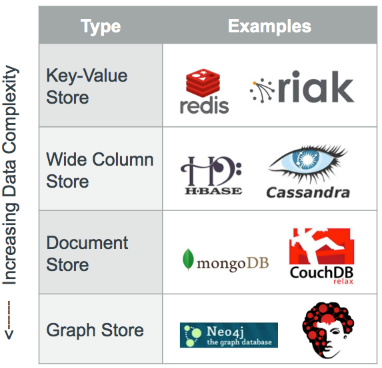 Type Examples
Key-Value
Store
redis riak
Wide Column
Store
H-BASE Cassandra
Document
Store
mongoDB CouchDB
relax
Graph Store
Neo4j
the graph database
<----- Increasing Data Complexity